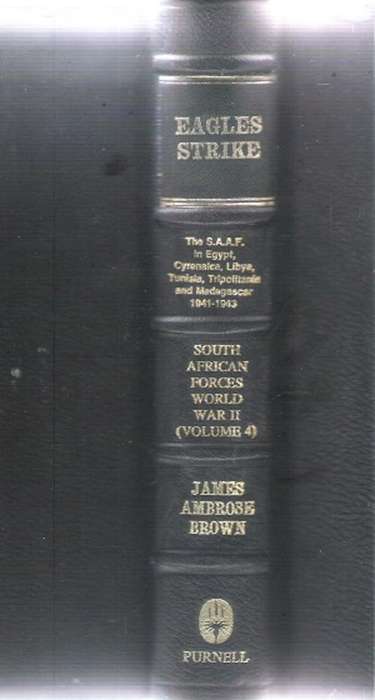 EAGLES
STRIKE
The S.A.A.F.
in Egypt,
Cyrenaica, Libya,
Tunisia, Tripolitania
and Madagascar
1941-1943
SOUTH
AFRICAN
FORCES
WORLD
WAR II
(VOLUME 4)
JAMES
AMBROSE
BROWN
PURNELL